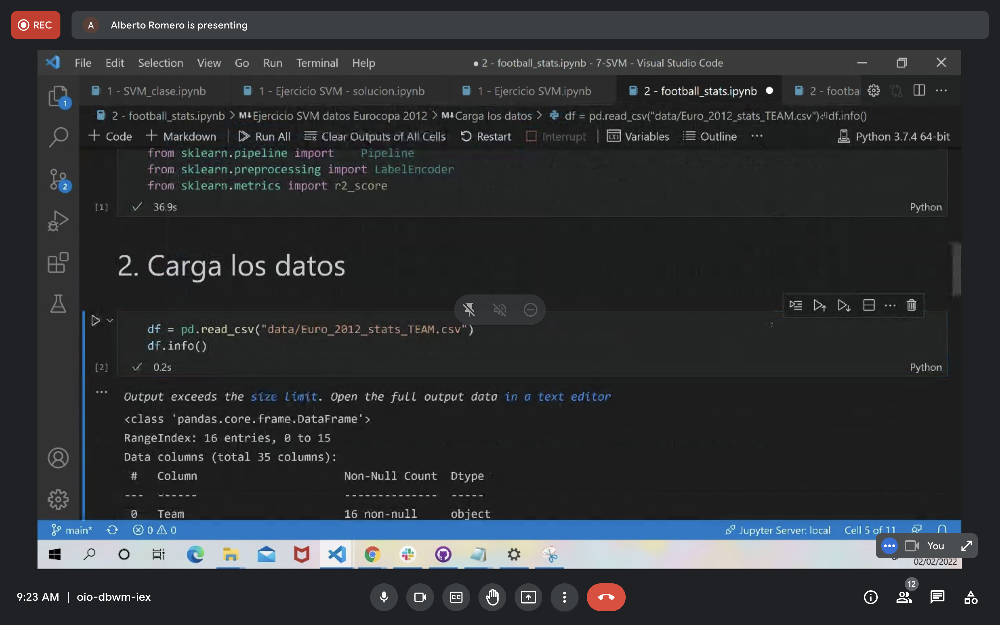 REC
A Alberto Romero is presenting
File Edit Selection View Go Run Terminal Help ● 2 - football_stats.ipynb - 7-SVM - Visual Studio Code
1 - SVM_clase.ipynb 1 - Ejercicio SVM - solucion.ipynb 1 - Ejercicio SVM.ipynb 2 - football_stats.ipynb 2 - footba
1
2 - football_stats.ipynb > M↓Ejercicio SVM datos Eurocopa 2012 > M↓Carga los datos > df = pd.read_csv("data/Euro_2012_stats_TEAM.csv")⏎df.info()
+ Code + Markdown Run All Clear Outputs of All Cells Restart Interrupt Variables Outline ... Python 3.7.4 64-bit
from sklearn.pipeline import    Pipeline
from sklearn.preprocessing import LabelEncoder
from sklearn.metrics import r2_score
2
[1] ✓ 36.9s Python
2. Carga los datos
df = pd.read_csv("data/Euro_2012_stats_TEAM.csv")
df.info()
[2] ✓ 0.2s Python
... Output exceeds the size limit. Open the full output data in a text editor
<class 'pandas.core.frame.DataFrame'>
RangeIndex: 16 entries, 0 to 15
Data columns (total 35 columns):
#   Column   Non-Null Count   Dtype
---  ------   --------------   -----
0   Team   16 non-null   object
main* 0 0 Jupyter Server: local Cell 5 of 11
You
02/02/2022
12
9:23 AM | oio-dbwm-iex CC